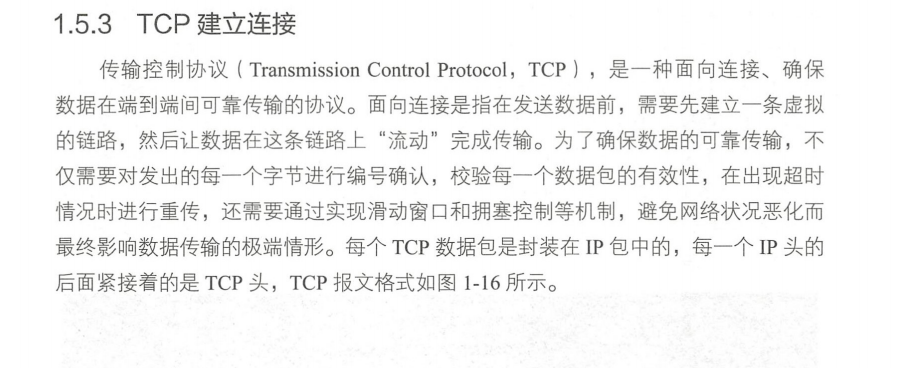 1.5.3 TCP 建立连接
传输控制协议（Transmission Control Protocol，TCP），是一种面向连接、确保
数据在端到端间可靠传输的协议。面向连接是指在发送数据前，需要先建立一条虚拟
的链路，然后让数据在这条链路上“流动”完成传输。为了确保数据的可靠传输，不
仅需要对发出的每一个字节进行编号确认，校验每一个数据包的有效性，在出现超时
情况时进行重传，还需要通过实现滑动窗口和拥塞控制等机制，避免网络状况恶化而
最终影响数据传输的极端情形。每个 TCP 数据包是封装在 IP 包中的，每一个 IP 头的
后面紧接着的是 TCP 头，TCP 报文格式如图 1-16 所示。